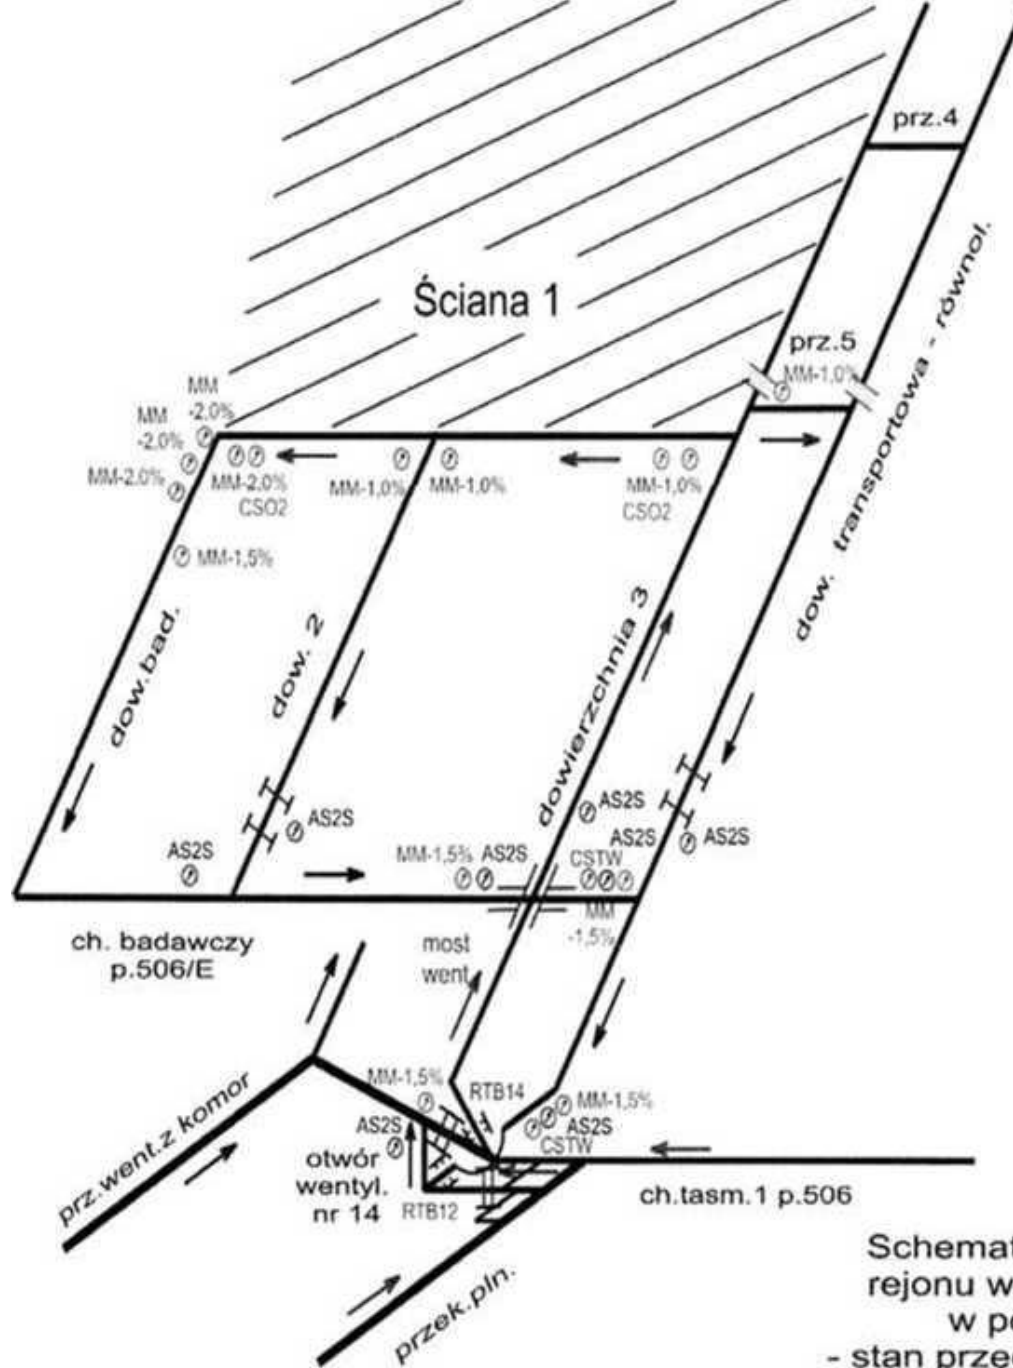 prz.4
Ściana 1
prz.5
MM-1,0%
dow. transportowa - równol.
MM
-2,0%
MM
-2,0%
MM-2,0%
MM-2,0%
CSO2
MM-1,0%
MM-1,0%
MM-1,0%
CSO2
MM-1,5%
dow.bad.
dow. 2
dowierzchnia 3
AS2S
AS2S
AS2S
AS2S
AS2S
MM-1,5%
AS2S
CSTW
MM
-1,5%
ch. badawczy
p.506/E
most
went.
MM-1,5%
RTB14
MM-1,5%
AS2S
AS2S
CSTW
prz.went.z komor
otwór
wentyl.
nr 14
RTB12
ch.tasm.1 p.506
przek.płn.
Schemat
rejonu w
w p
- stan prze